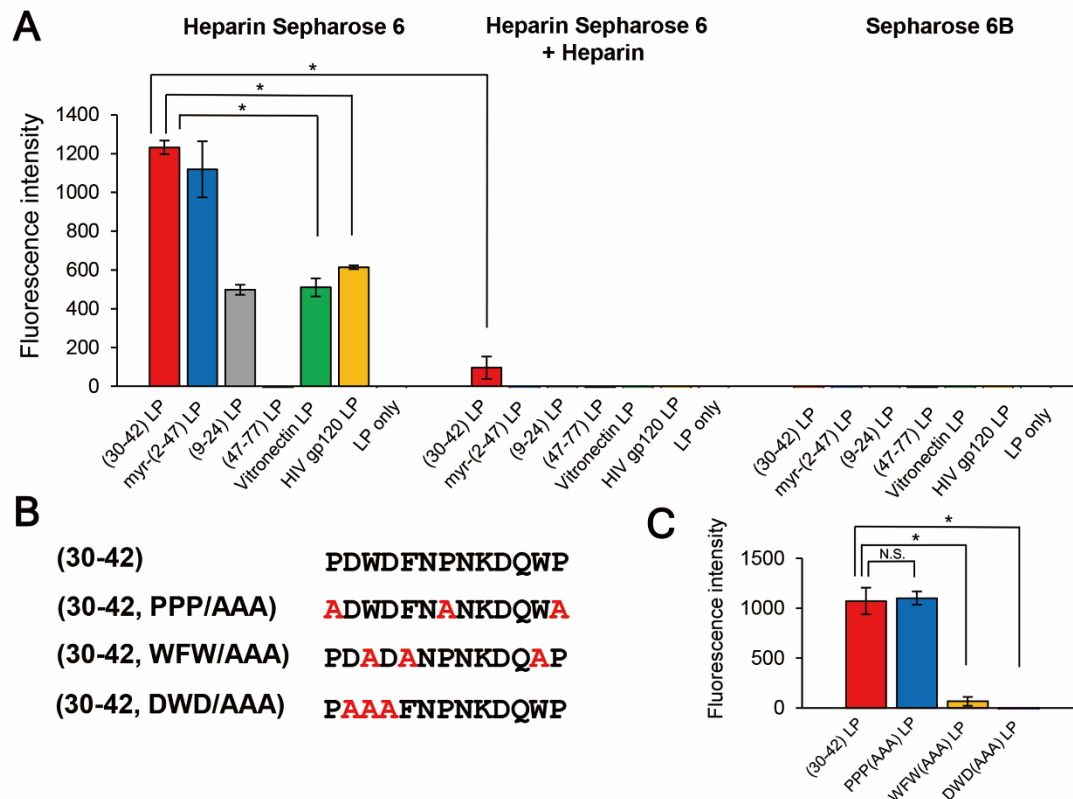 A
Heparin Sepharose 6
Heparin Sepharose 6
+ Heparin
Sepharose 6B
*
*
*
Fluorescence intensity
1400
1200
1000
800
600
400
200
0
(30-42) LP
myr-(2-47) LP
(9-24) LP
(47-77) LP
Vitronectin LP
HIV gp120 LP
LP only
(30-42) LP
myr-(2-47) LP
(9-24) LP
(47-77) LP
Vitronectin LP
HIV gp120 LP
LP only
(30-42) LP
myr-(2-47) LP
(9-24) LP
(47-77) LP
Vitronectin LP
HIV gp120 LP
LP only
B
(30-42) PDWDFNPNKDQWP
(30-42, PPP/AAA) ADWDFNANKDQWA
(30-42, WFW/AAA) PDADANPNKDQAP
(30-42, DWD/AAA) PAAAFNPNKDQWP
C
*
*
N.S.
Fluorescence intensity
1500
1000
500
0
(30-42) LP
PPP(AAA) LP
WFW(AAA) LP
DWD(AAA) LP